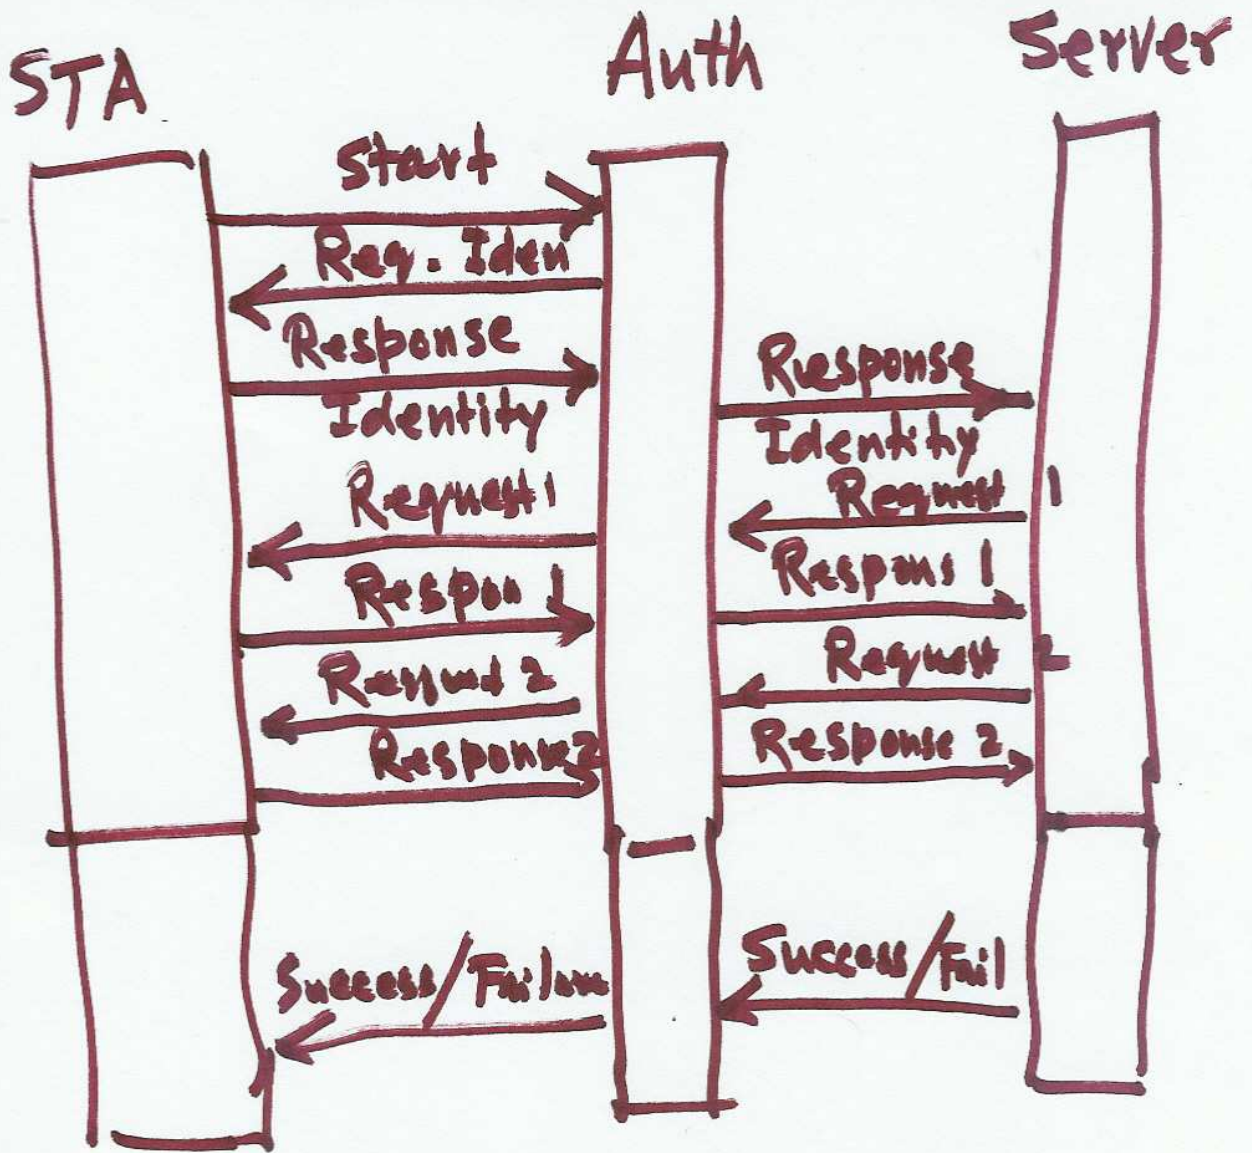 STA
Auth
Server
Start
Req. Iden
Response
Identity
Response
Identity
Request 1
Request 1
Respon 1
Respons 1
Request 2
Request 2
Response 2
Response 2
Success/Failure
Success/Fail